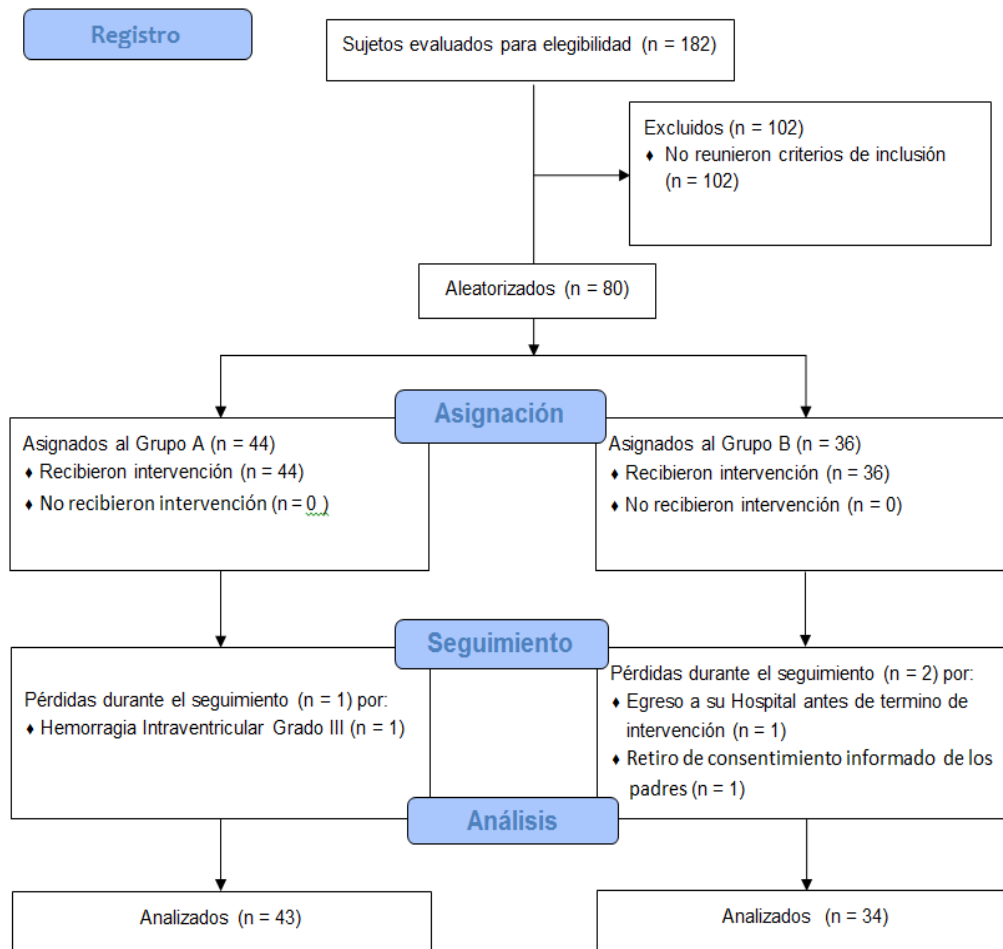 Registro
Sujetos evaluados para elegibilidad (n = 182)
Excluidos (n = 102)
♦ No reunieron criterios de inclusión
(n = 102)
Aleatorizados (n = 80)
Asignación
Asignados al Grupo A (n = 44)
♦ Recibieron intervención (n = 44)
♦ No recibieron intervención (n = 0 )
Asignados al Grupo B (n = 36)
♦ Recibieron intervención (n = 36)
♦ No recibieron intervención (n = 0)
Seguimiento
Pérdidas durante el seguimiento (n = 1) por:
♦ Hemorragia Intraventricular Grado III (n = 1)
Pérdidas durante el seguimiento (n = 2) por:
♦ Egreso a su Hospital antes de termino de
intervención (n = 1)
♦ Retiro de consentimiento informado de los
padres (n = 1)
Análisis
Analizados (n = 43)
Analizados (n = 34)